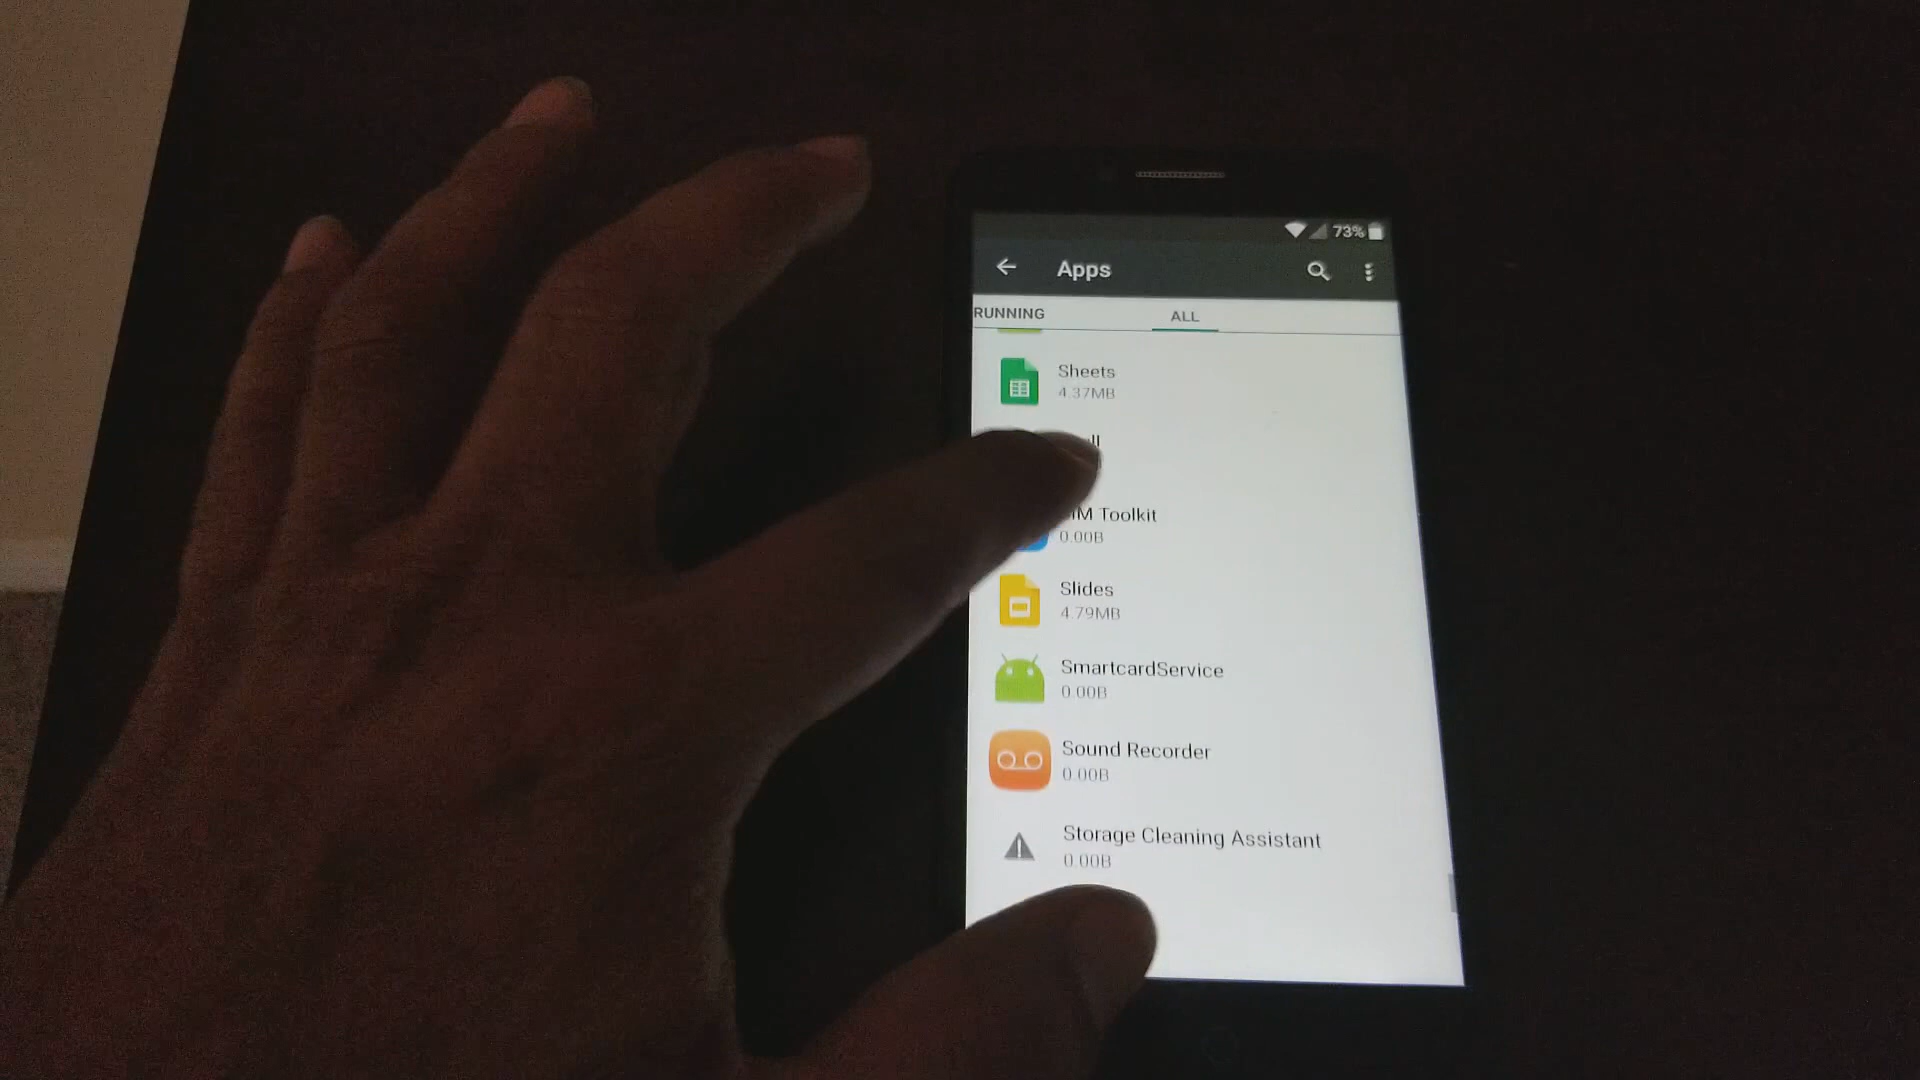 73%
Apps
RUNNING
ALL
Sheets
4.37MB
Toolkit
0.00B
Slides
4.79MB
SmartcardService
0.00B
Sound Recorder
0.00B
Storage Cleaning Assistant
0.00B